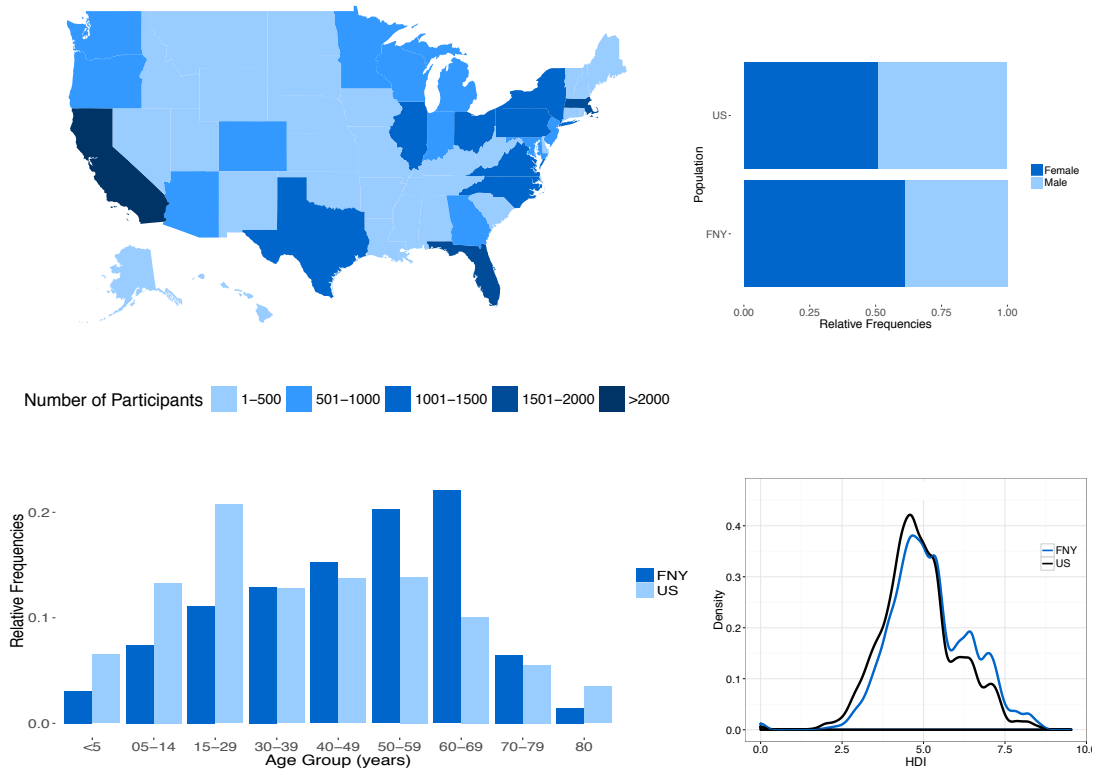 Number of Participants 1–500 501–1000 1001–1500 1501–2000 >2000
Population
US
FNY
0.00 0.25 0.50 0.75 1.00
Relative Frequencies
Female
Male
Relative Frequencies
0.2
0.1
0.0
<5 05–14 15–29 30–39 40–49 50–59 60–69 70–79 80
Age Group (years)
FNY
US
Density
0.4
0.3
0.2
0.1
0.0
0.0 2.5 5.0 7.5 10.
HDI
FNY
US